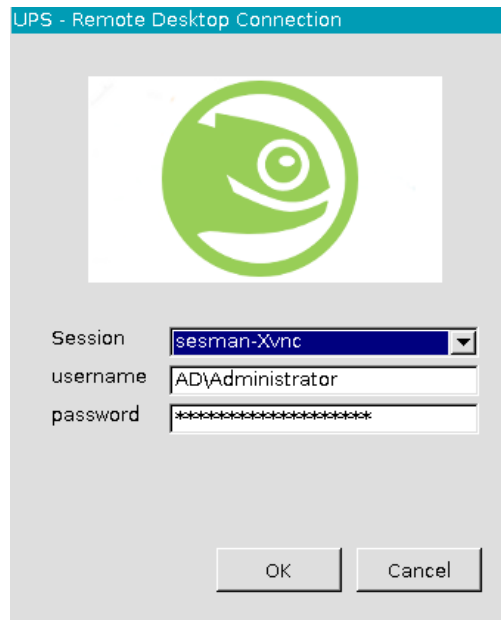 UPS - Remote Desktop Connection
Session sesman-Xvnc
username AD\Administrator
password *******************
OK Cancel